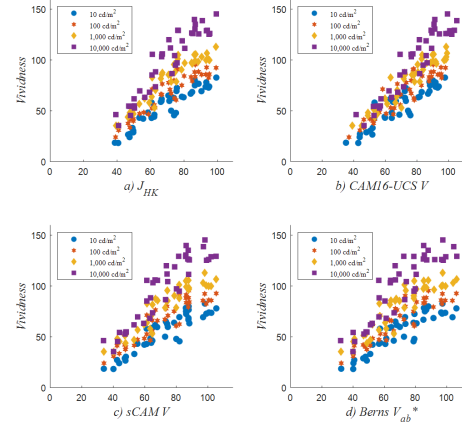 150
100
50
0
Vividness
10 cd/m²
100 cd/m²
1,000 cd/m²
10,000 cd/m²
0 20 40 60 80 100
a) J_HK
150
100
50
0
Vividness
10 cd/m²
100 cd/m²
1,000 cd/m²
10,000 cd/m²
0 20 40 60 80 100
b) CAM16-UCS V
150
100
50
0
Vividness
10 cd/m²
100 cd/m²
1,000 cd/m²
10,000 cd/m²
0 20 40 60 80 100
c) sCAM V
150
100
50
0
Vividness
10 cd/m²
100 cd/m²
1,000 cd/m²
10,000 cd/m²
0 20 40 60 80 100
d) Berns V_ab*